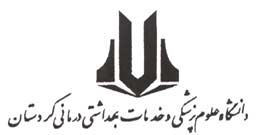 دانشگاه علوم پزشکی و خدمات بهداشتی درمانی کردستان